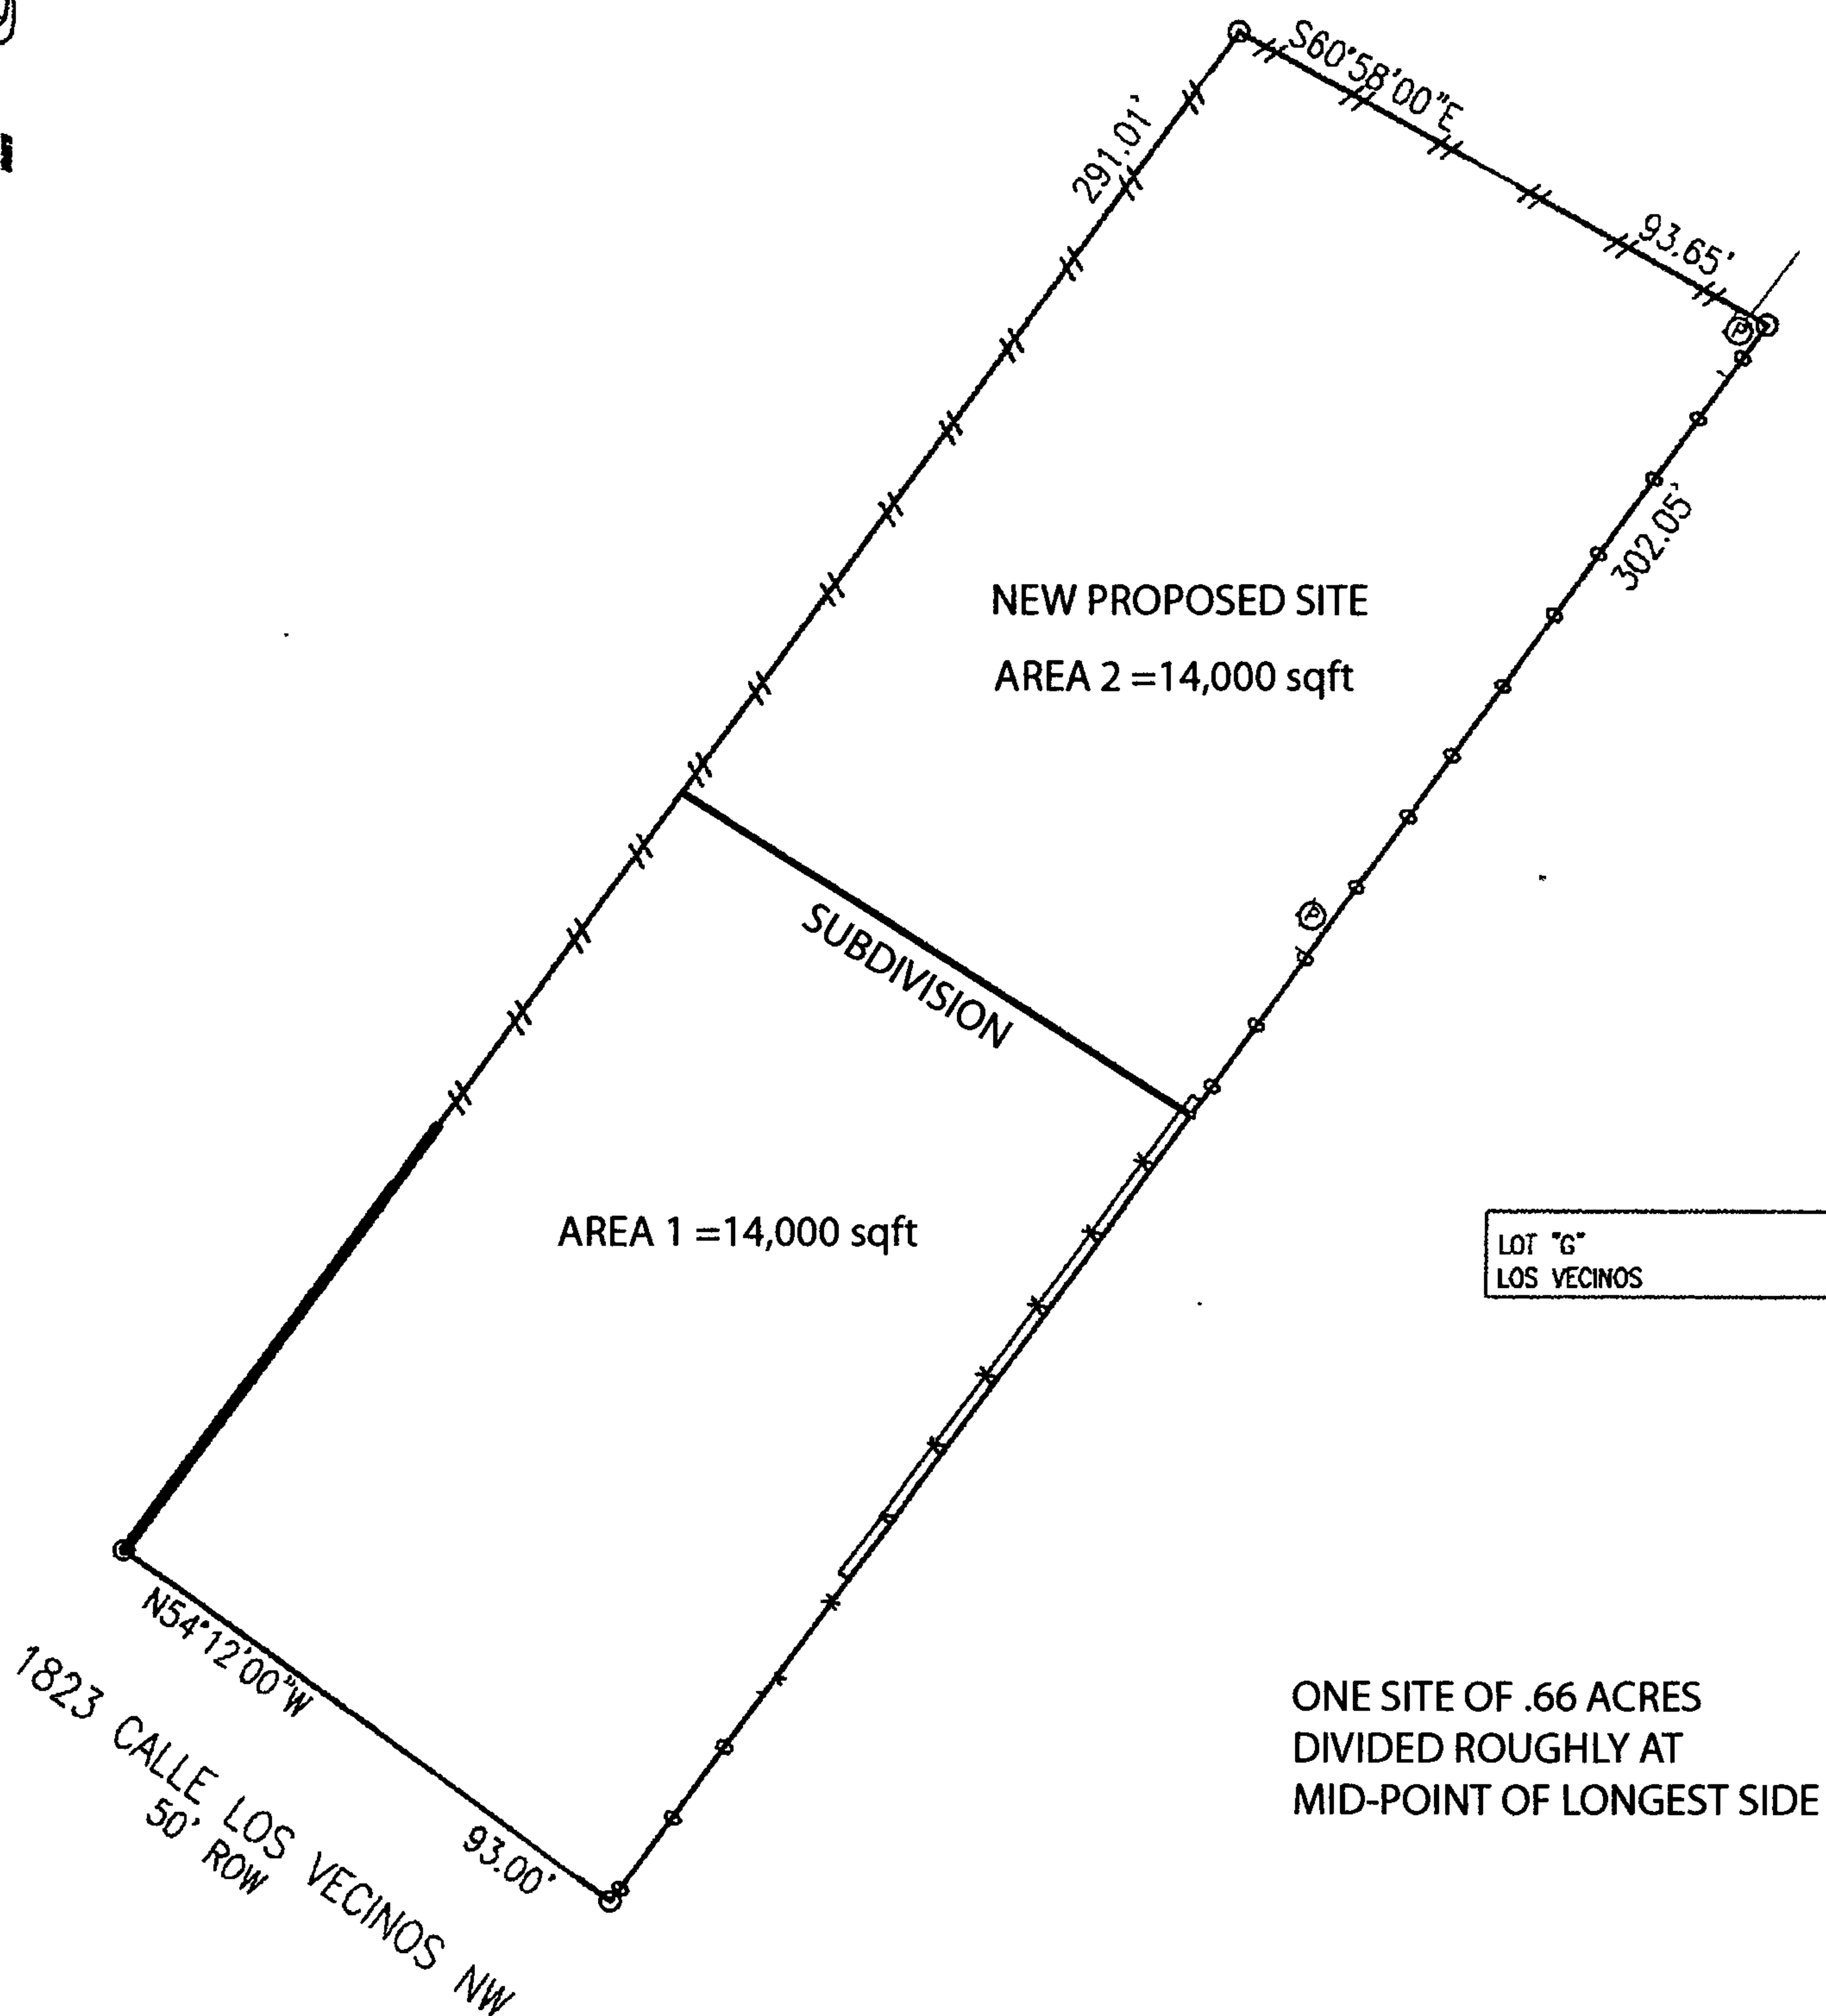 S60°58'00"E
93.65'
291.01'
302.05'
NEW PROPOSED SITE
AREA 2 =14,000 sqft
P
P
SUBDIVISION
AREA 1 =14,000 sqft
LOT "G"
LOS VECINOS
N54°12'00"W
93.00'
1823 CALLE LOS VECINOS NW
50' ROW
ONE SITE OF .66 ACRES
DIVIDED ROUGHLY AT
MID-POINT OF LONGEST SIDE